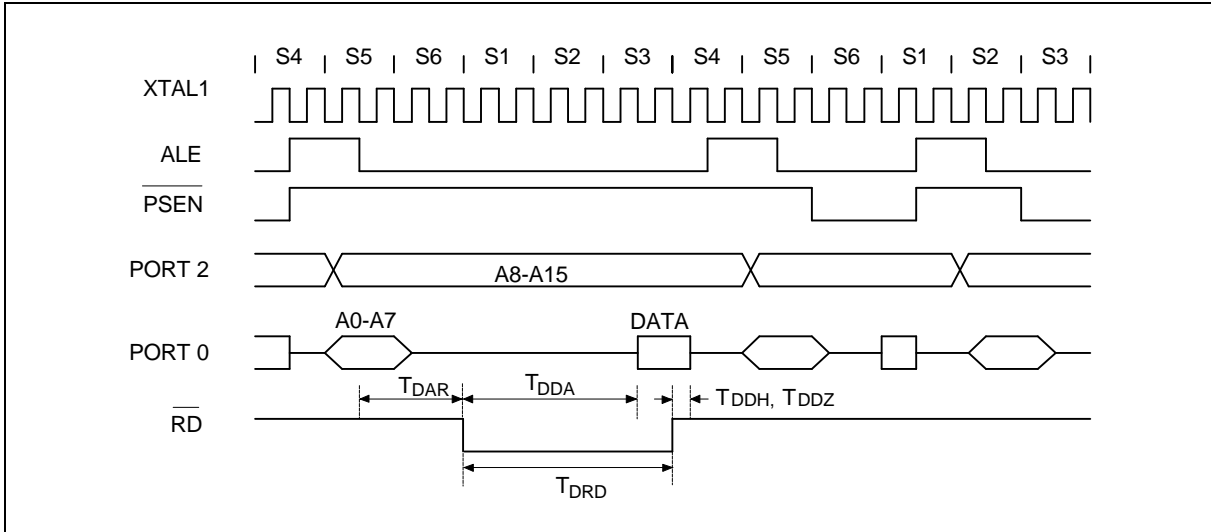 S4 S5 S6 S1 S2 S3 S4 S5 S6 S1 S2 S3
XTAL1
ALE
PSEN
PORT 2
A8-A15
A0-A7
DATA
PORT 0
TDAR
TDDA
TDDH, TDDZ
RD
TDRD